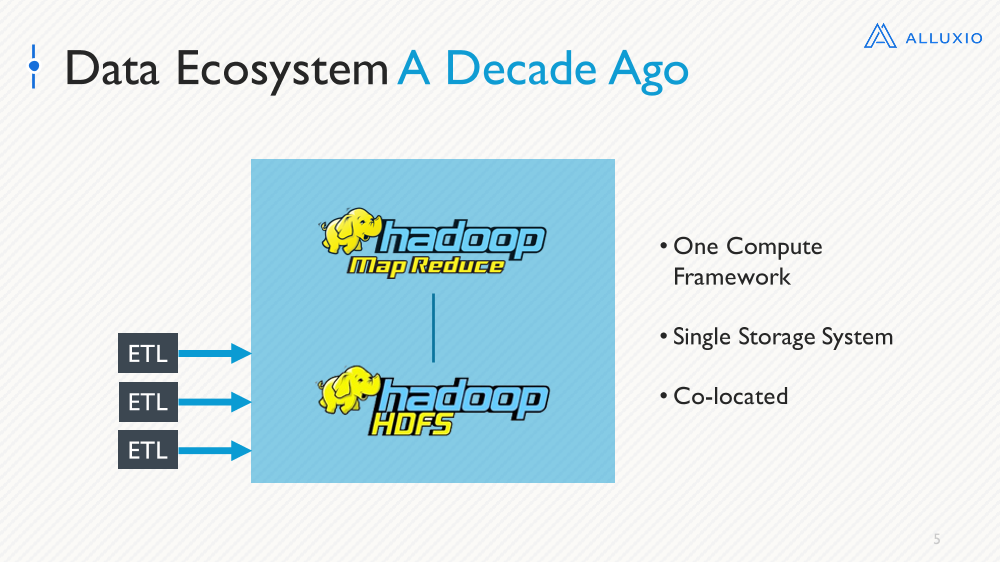 ALLUXIO
Data Ecosystem A Decade Ago
hadoop
Map Reduce
hadoop
HDFS
ETL
ETL
ETL
• One Compute
Framework
• Single Storage System
• Co-located
5